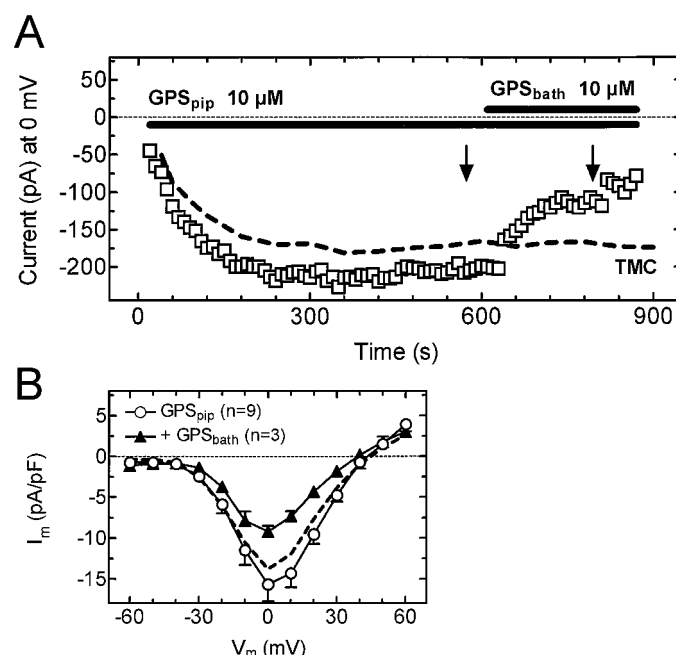 A
50
0
-50
-100
-150
-200
Current (pA) at 0 mV
GPSpip 10 µM
GPSbath 10 µM
TMC
0 300 600 900
Time (s)
B
5
0
-5
-10
-15
Im (pA/pF)
GPSpip (n=9)
+ GPSbath (n=3)
-60 -30 0 30 60
Vm (mV)